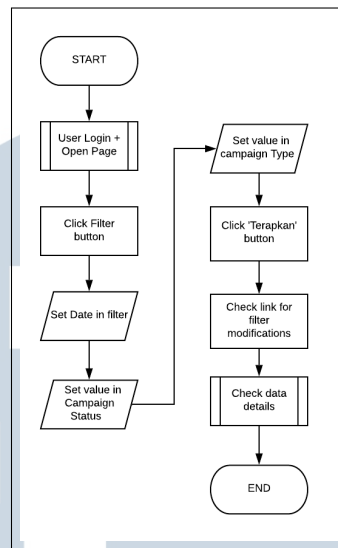 START
User Login +
Open Page
Click Filter
button
Set Date in filter
Set value in
Campaign
Status
Set value in
campaign Type
Click 'Terapkan'
button
Check link for
filter
modifications
Check data
details
END